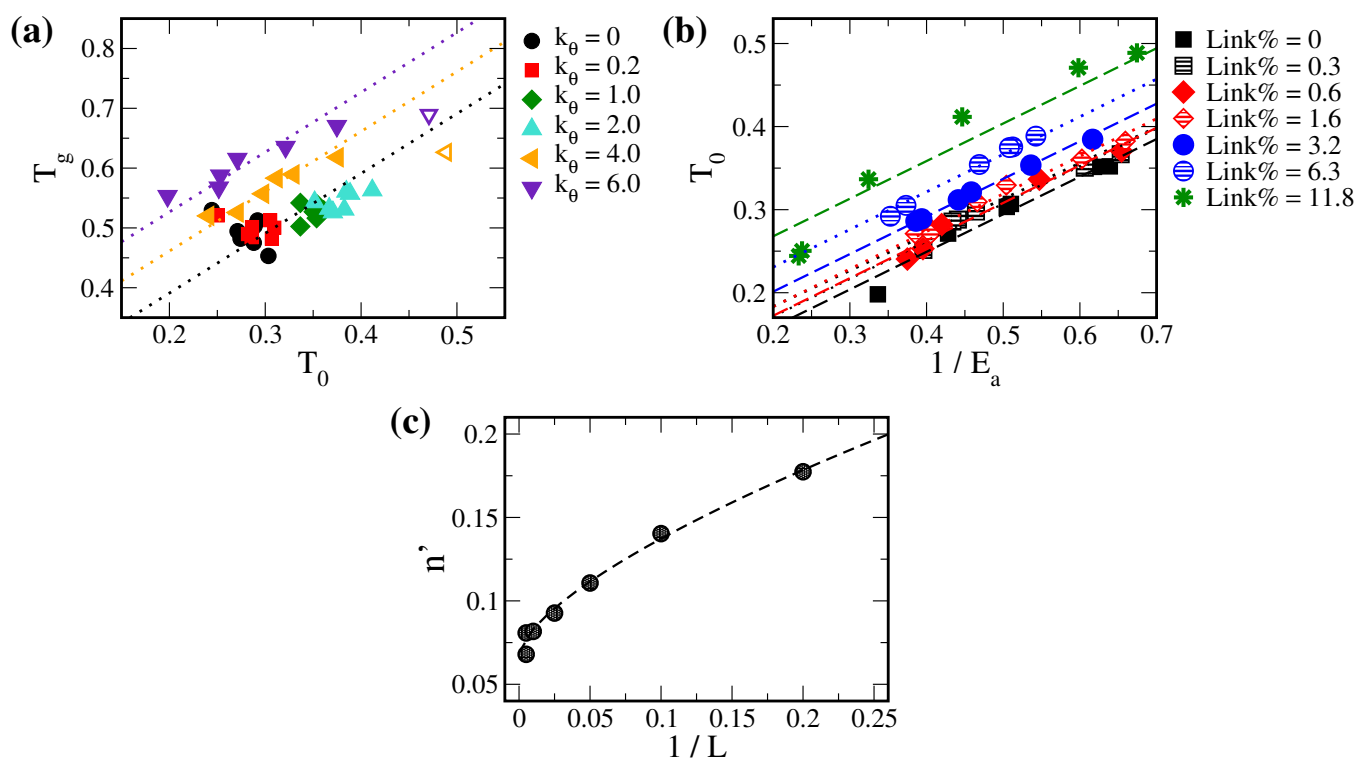 (a)
0.8
0.7
0.6
0.5
0.4
T_g
0.2
0.3
0.4
0.5
T_0
k_θ = 0
k_θ = 0.2
k_θ = 1.0
k_θ = 2.0
k_θ = 4.0
k_θ = 6.0
(b)
0.5
0.4
0.3
0.2
T_0
0.2
0.3
0.4
0.5
0.6
0.7
1 / E_a
Link% = 0
Link% = 0.3
Link% = 0.6
Link% = 1.6
Link% = 3.2
Link% = 6.3
Link% = 11.8
(c)
0.2
0.15
0.1
0.05
n’
0
0.05
0.1
0.15
0.2
0.25
1 / L